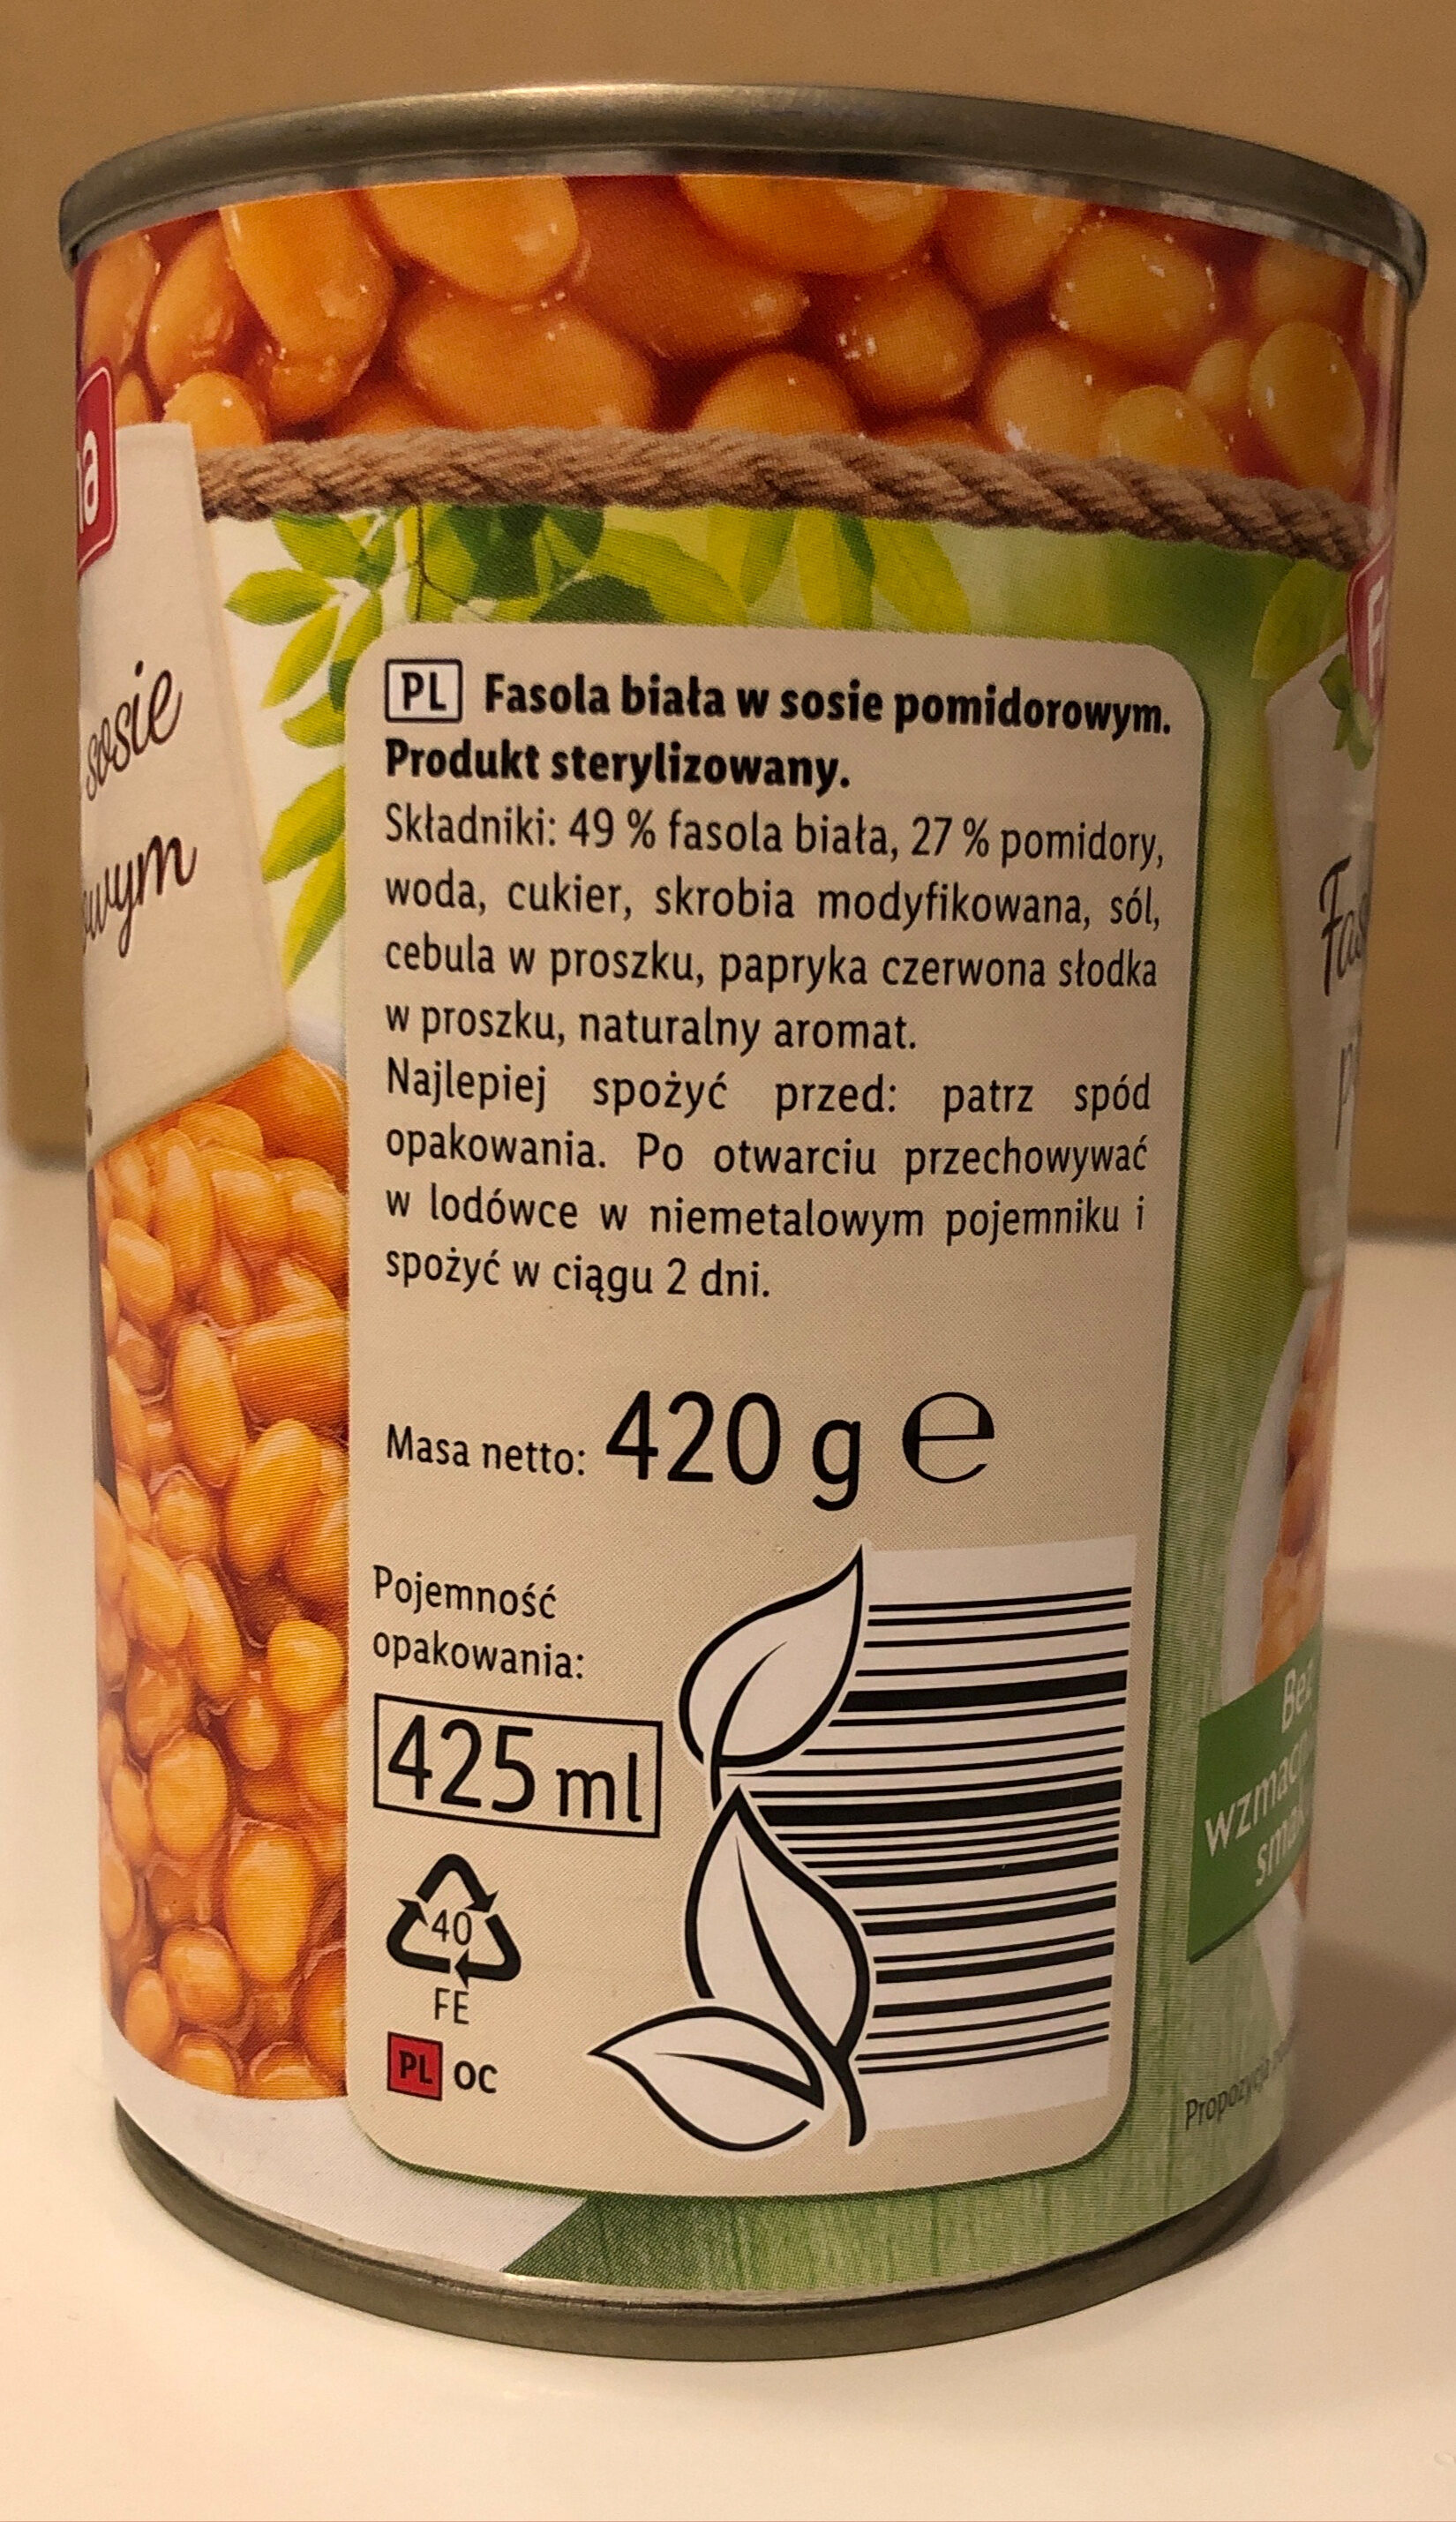 sosie
PL Fasola biała w sosie pomidorowym.
Produkt sterylizowany.
Składniki: 49 % fasola biała, 27 % pomidory,
woda, cukier, skrobia modyfikowana, sól,
cebula w proszku, papryka czerwona słodka
w proszku, naturalny aromat.
Najlepiej spożyć przed: patrz spód
opakowania. Po otwarciu przechowywać
w lodówce w niemetalowym pojemniku i
spożyć w ciągu 2 dni.
Masa netto: 420 g e
Pojemność
opakowania:
425 ml
40
FE
PL OC
Bez
Propozycja